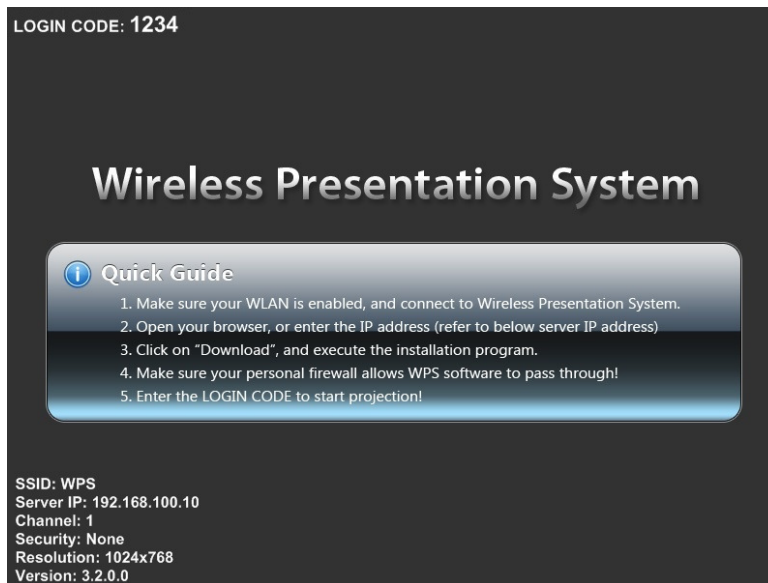 LOGIN CODE: 1234
Wireless Presentation System
Quick Guide
1. Make sure your WLAN is enabled, and connect to Wireless Presentation System.
2. Open your browser, or enter the IP address (refer to below server IP address)
3. Click on “Download”, and execute the installation program.
4. Make sure your personal firewall allows WPS software to pass through!
5. Enter the LOGIN CODE to start projection!
SSID: WPS
Server IP: 192.168.100.10
Channel: 1
Security: None
Resolution: 1024x768
Version: 3.2.0.0